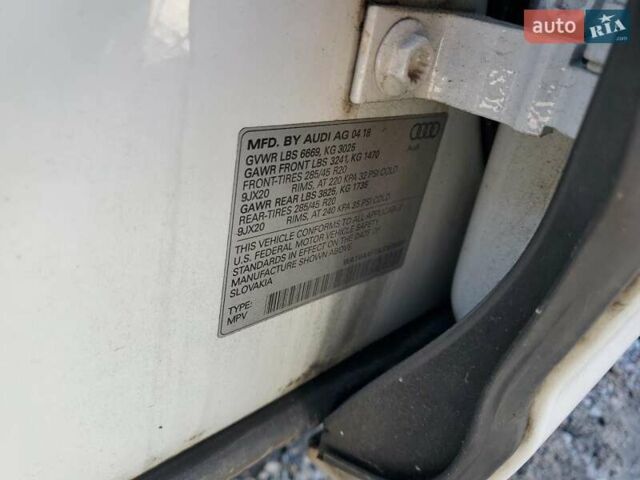 auto RIA
.com
MFD. BY AUDI AG 04 18
GVWR LBS 6669, KG 3025
GAWR FRONT LBS 3241, KG 1470
FRONT-TIRES 285/45 R20
9JX20 RIMS, AT 220 KPA 32 PSI COLD
GAWR REAR LBS 3825, KG 1735
REAR-TIRES 285/45 R20
9JX20 RIMS, AT 240 KPA 35 PSI COLD
THIS VEHICLE CONFORMS TO ALL APPLICABLE
U.S. FEDERAL MOTOR VEHICLE SAFETY
STANDARDS IN EFFECT ON THE DATE OF
MANUFACTURE SHOWN ABOVE
SLOVAKIA
TYPE:
MPV
Audi